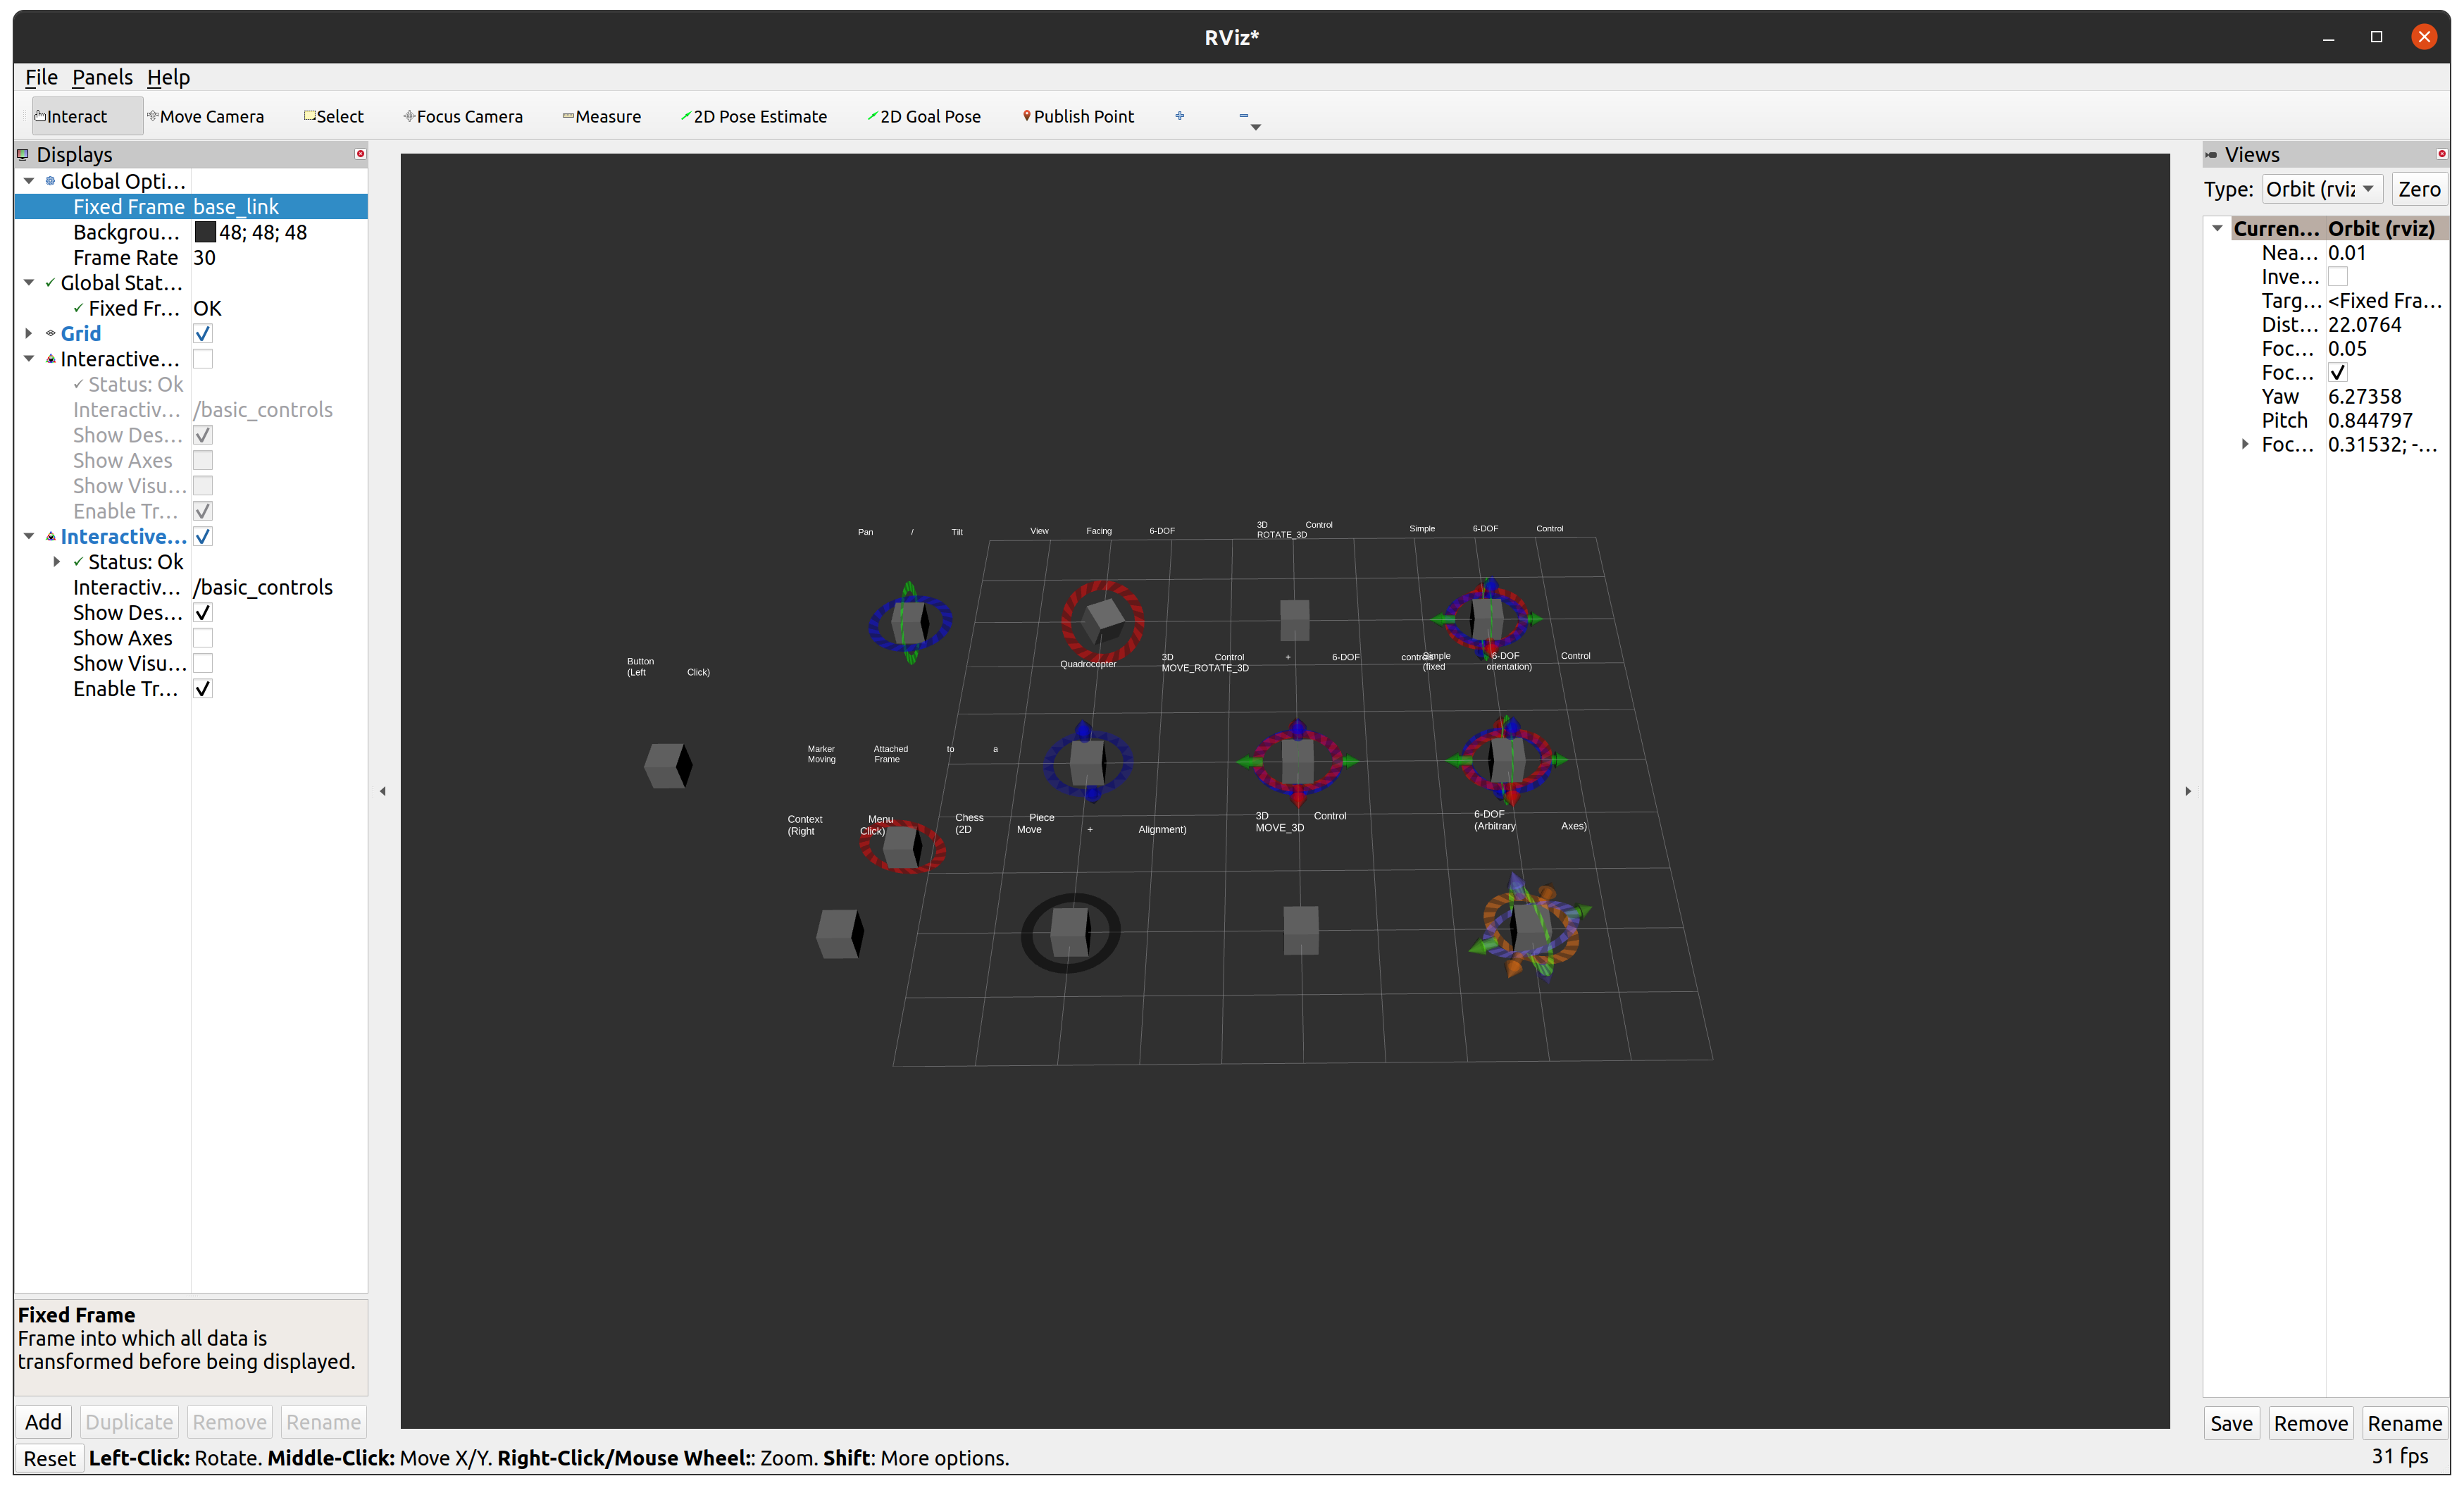 RViz*
File Panels Help
Interact Move Camera Select Focus Camera Measure 2D Pose Estimate 2D Goal Pose Publish Point
Displays
Global Opti...
Fixed Frame base_link
Backgrou... 48; 48; 48
Frame Rate 30
Global Stat...
Fixed Fr... OK
Grid
Interactive...
Status: Ok
Interactiv... /basic_controls
Show Des...
Show Axes
Show Visu...
Enable Tr...
Interactive...
Status: Ok
Interactiv... /basic_controls
Show Des...
Show Axes
Show Visu...
Enable Tr...
Fixed Frame
Frame into which all data is
transformed before being displayed.
Add Duplicate Remove Rename
Reset Left-Click: Rotate. Middle-Click: Move X/Y. Right-Click/Mouse Wheel:: Zoom. Shift: More options.
Pan / Tilt
View Facing 6-DOF
3D Control
ROTATE_3D
Simple 6-DOF Control
Button
(Left Click)
Quadrocopter
3D Control + 6-DOF controls
MOVE_ROTATE_3D
Simple 6-DOF Control
(fixed orientation)
Marker Attached to a
Moving Frame
Context Menu
(Right Click)
Chess Piece
(2D Move + Alignment)
3D Control
MOVE_3D
6-DOF
(Arbitrary Axes)
Views
Type: Orbit (rviz Zero
Curren... Orbit (rviz)
Nea... 0.01
Inve...
Targ... <Fixed Fra...
Dist... 22.0764
Foc... 0.05
Foc...
Yaw 6.27358
Pitch 0.844797
Foc... 0.31532; -...
Save Remove Rename
31 fps